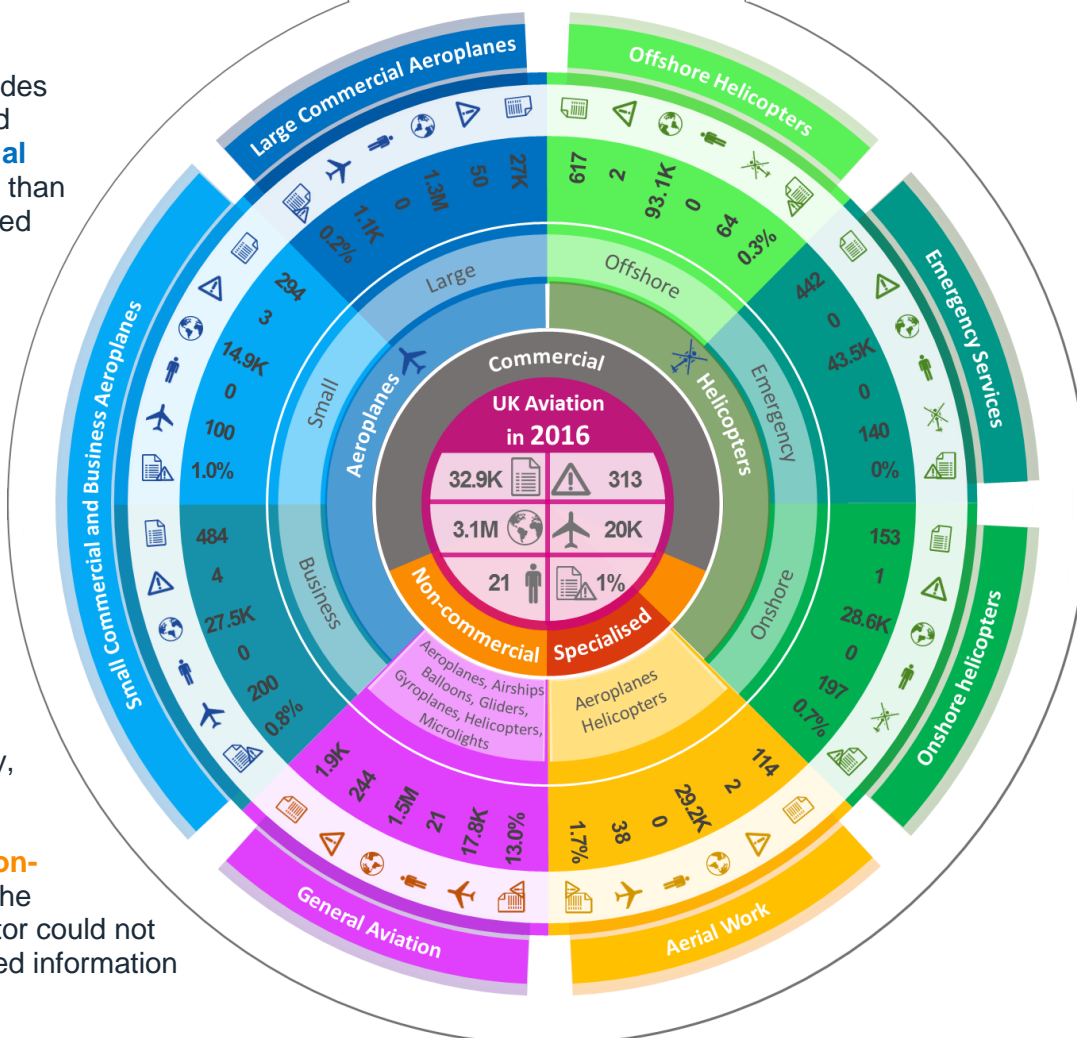 des
d
al
than
ed
y,
on-
he
tor could not
ed information
Large Commercial Aeroplanes
27K
50
1.3M
0
1.1K
0.2%
Large
Offshore Helicopters
617
2
93.1K
0
64
0.3%
Offshore
Emergency Services
442
0
43.5K
0
140
0%
Emergency
Onshore helicopters
153
1
28.6K
0
197
0.7%
Onshore
Aerial Work
114
2
29.2K
0
38
1.7%
Aeroplanes
Helicopters
General Aviation
1.9K
244
1.5M
21
17.8K
13.0%
Aeroplanes, Airships
Balloons, Gliders,
Gyroplanes, Helicopters,
Microlights
Small Commercial and Business Aeroplanes
294
3
14.9K
0
100
1.0%
Small
484
4
27.5K
0
200
0.8%
Business
Aeroplanes
Helicopters
Commercial
Non-commercial
Specialised
UK Aviation
in 2016
32.9K 313
3.1M 20K
21 1%